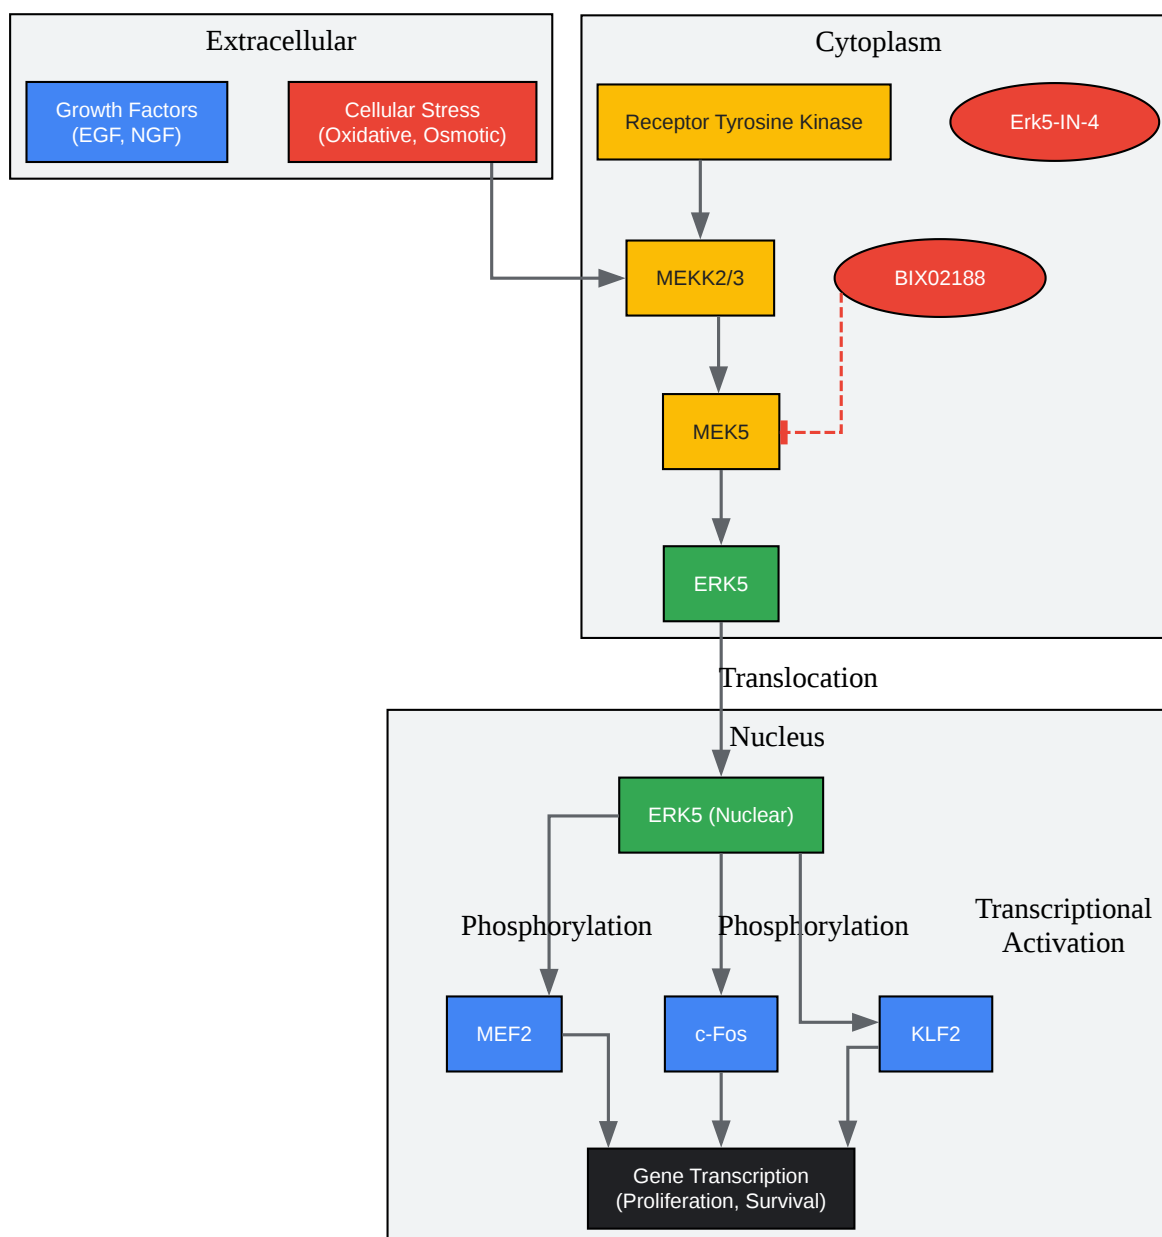 Extracellular
Cytoplasm
Growth Factors
(EGF, NGF)
Cellular Stress
(Oxidative, Osmotic)
Receptor Tyrosine Kinase
Erk5-IN-4
MEKK2/3
BIX02188
MEK5
ERK5
Translocation
Nucleus
ERK5 (Nuclear)
Phosphorylation
Phosphorylation
Transcriptional
Activation
MEF2
c-Fos
KLF2
Gene Transcription
(Proliferation, Survival)